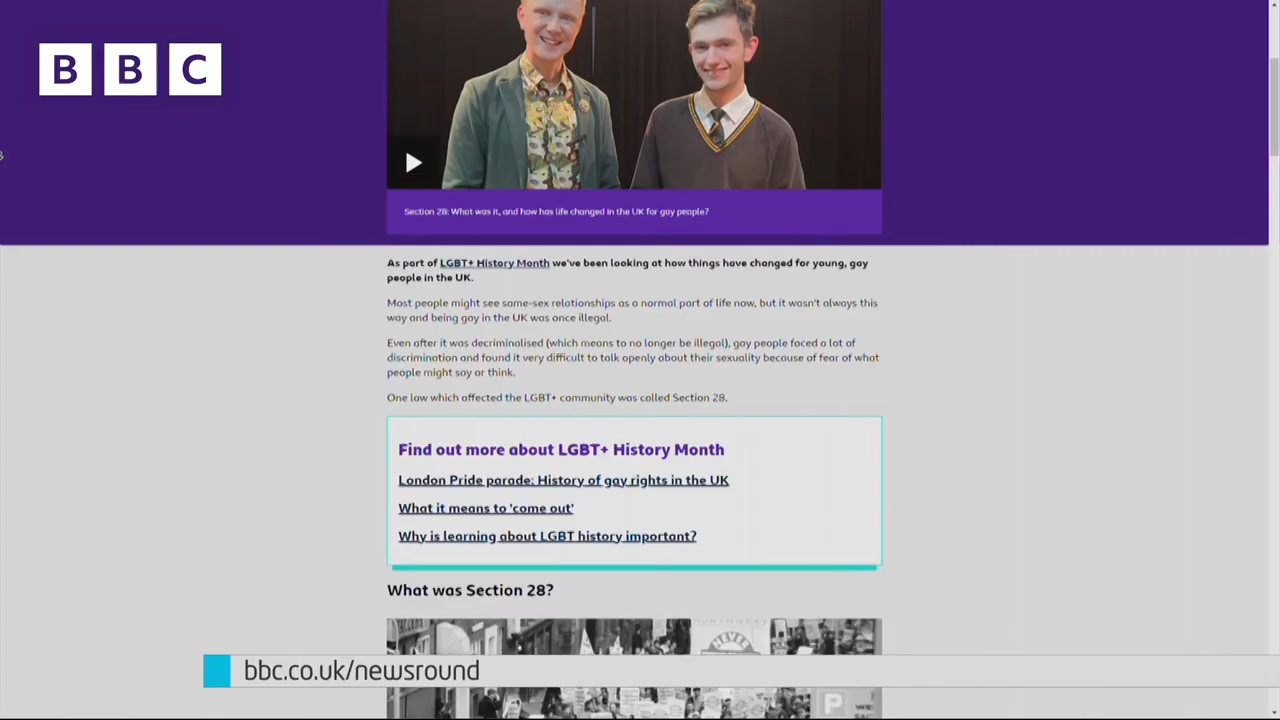 BBC
Section 28: What was it, and how has life changed in the UK for gay people?
As part of LGBT+ History Month we've been looking at how things have changed for young, gay
people in the UK.
Most people might see same-sex relationships as a normal part of life now, but it wasn't always this
way and being gay in the UK was once illegal.
Even after it was decriminalised (which means to no longer be illegal), gay people faced a lot of
discrimination and found it very difficult to talk openly about their sexuality because of fear of what
people might say or think.
One law which affected the LGBT+ community was called Section 28.
Find out more about LGBT+ History Month
London Pride parade: History of gay rights in the UK
What it means to 'come out'
Why is learning about LGBT history important?
What was Section 28?
NEVER
bbc.co.uk/newsround
P